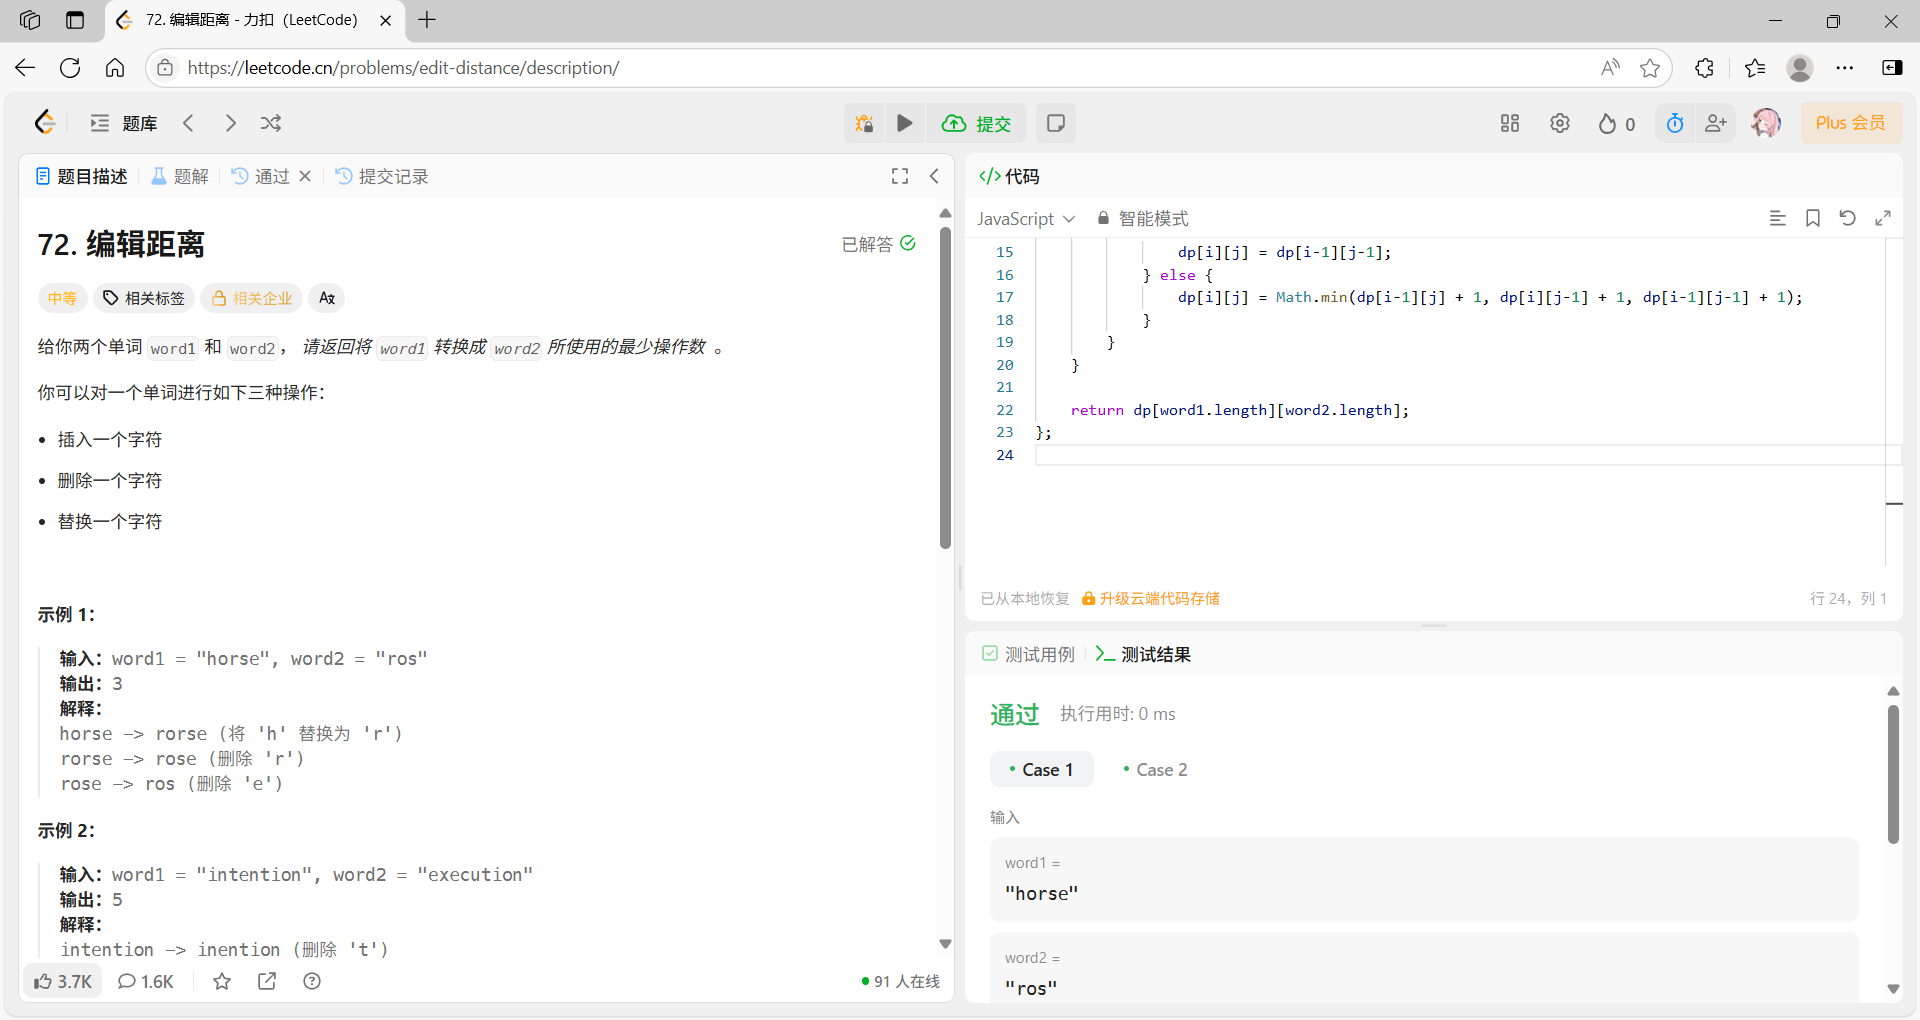 72. 编辑距离 - 力扣（LeetCode）
https://leetcode.cn/problems/edit-distance/description/
题库
提交
0
Plus 会员
题目描述
题解
通过
提交记录
72. 编辑距离
已解答
中等
相关标签
相关企业
给你两个单词 word1 和 word2， 请返回将 word1 转换成 word2 所使用的最少操作数 。
你可以对一个单词进行如下三种操作：
• 插入一个字符
• 删除一个字符
• 替换一个字符
示例 1：
输入：word1 = "horse", word2 = "ros"
输出：3
解释：
horse -> rorse (将 'h' 替换为 'r')
rorse -> rose (删除 'r')
rose -> ros (删除 'e')
示例 2：
输入：word1 = "intention", word2 = "execution"
输出：5
解释：
intention -> inention (删除 't')
3.7K
1.6K
91 人在线
</> 代码
JavaScript
智能模式
15 dp[i][j] = dp[i-1][j-1];
16 } else {
17 dp[i][j] = Math.min(dp[i-1][j] + 1, dp[i][j-1] + 1, dp[i-1][j-1] + 1);
18 }
19 }
20 }
21
22 return dp[word1.length][word2.length];
23 };
24
已从本地恢复
升级云端代码存储
行 24，列 1
测试用例
测试结果
通过
执行用时: 0 ms
• Case 1
• Case 2
输入
word1 =
"horse"
word2 =
"ros"